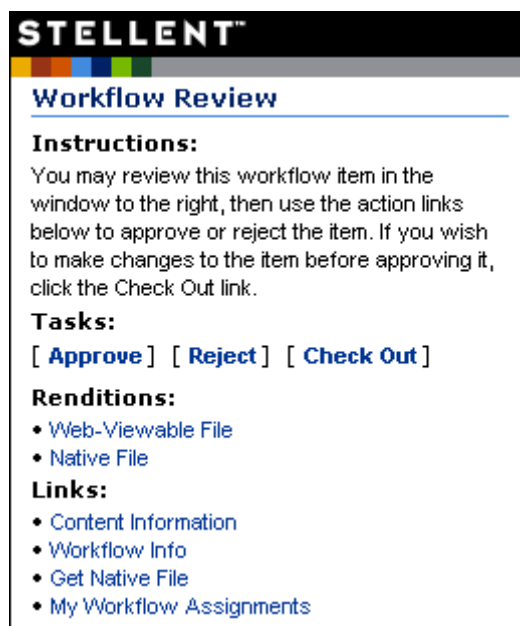 STELLENT™
Workflow Review
Instructions:
You may review this workflow item in the
window to the right, then use the action links
below to approve or reject the item. If you wish
to make changes to the item before approving it,
click the Check Out link.
Tasks:
[ Approve ] [ Reject ] [ Check Out ]
Renditions:
• Web-Viewable File
• Native File
Links:
• Content Information
• Workflow Info
• Get Native File
• My Workflow Assignments